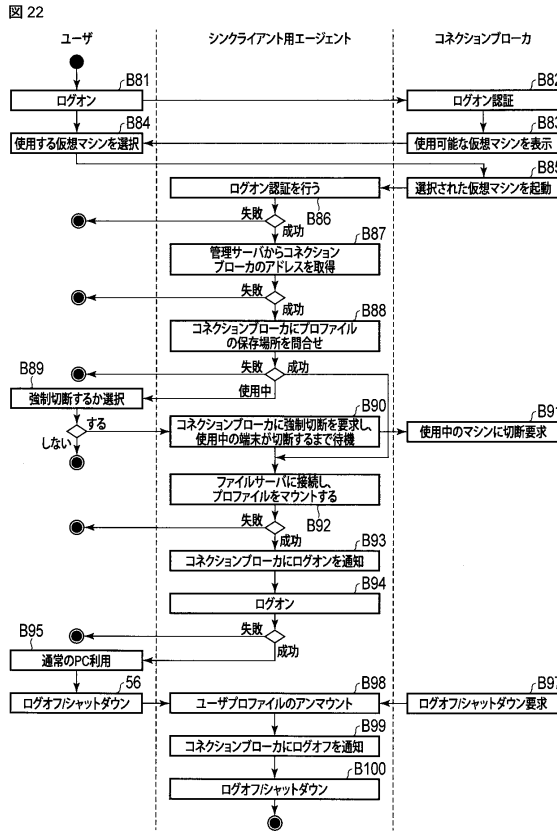 図 22
ユーザ
シンクライアント用エージェント
コネクションブローカ
B81
ログオン
B82
ログオン認証
B84
使用する仮想マシンを選択
B83
使用可能な仮想マシンを表示
B85
選択された仮想マシンを起動
ログオン認証を行う
B86
失敗
成功
B87
管理サーバからコネクション
ブローカのアドレスを取得
失敗
成功
B88
コネクションブローカにプロファイル
の保存場所を問合せ
失敗
成功
使用中
B89
強制切断するか選択
する
しない
B90
コネクションブローカに強制切断を要求し、
使用中の端末が切断するまで待機
B91
使用中のマシンに切断要求
ファイルサーバに接続し、
プロファイルをマウントする
B92
失敗
成功
B93
コネクションブローカにログオンを通知
B94
ログオン
失敗
成功
B95
通常のPC利用
56
ログオフ/シャットダウン
B98
ユーザプロファイルのアンマウント
B97
ログオフ/シャットダウン要求
B99
コネクションブローカにログオフを通知
B100
ログオフ/シャットダウン